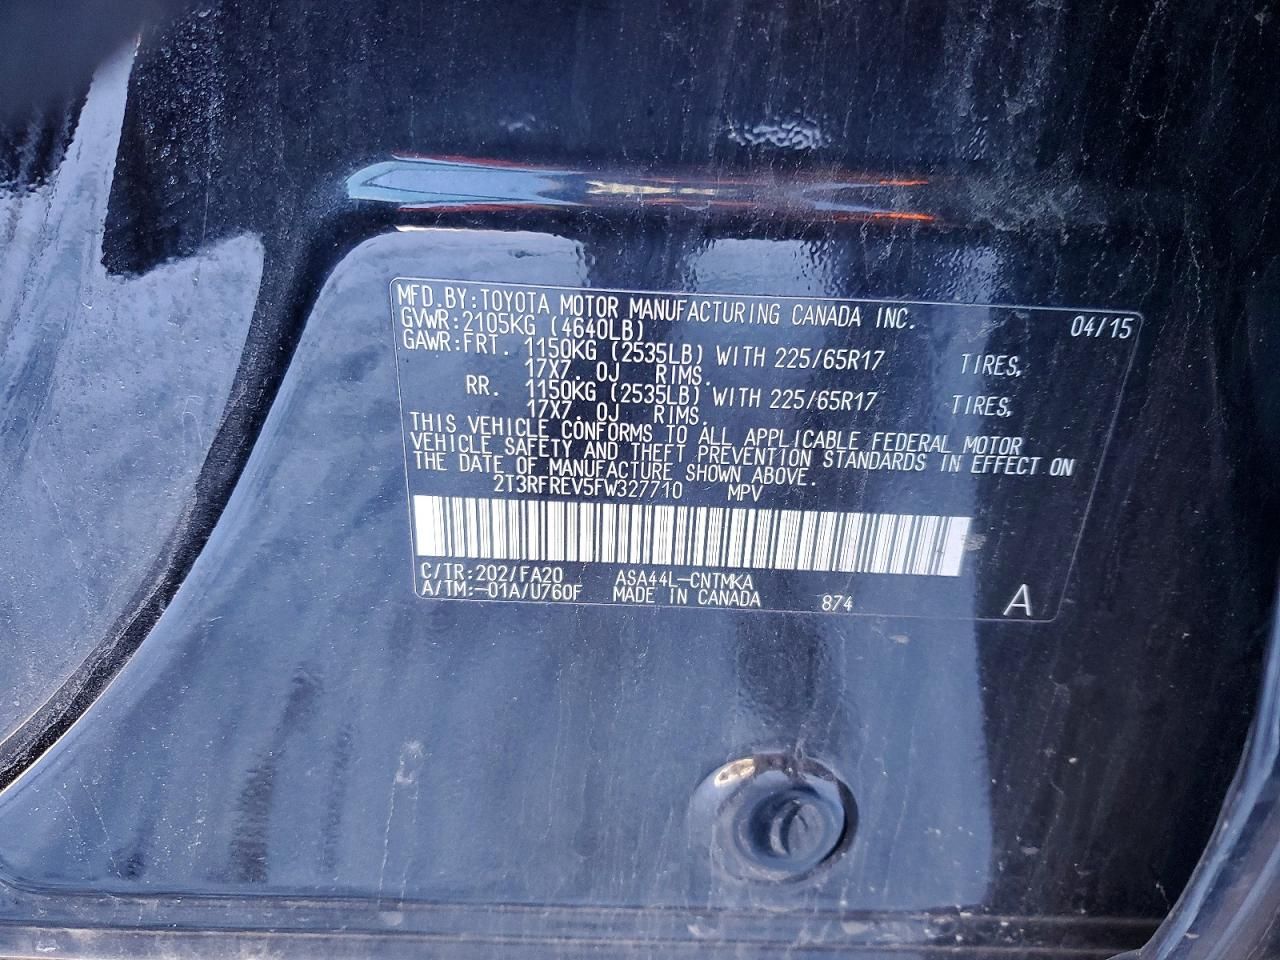 MFD.BY:TOYOTA MOTOR MANUFACTURING CANADA INC. 04/15
GVWR:2105KG (4640LB)
GAWR:FRT. 1150KG (2535LB) WITH 225/65R17 TIRES,
17X7. 0J RIMS.
RR. 1150KG (2535LB) WITH 225/65R17 TIRES,
17X7. 0J RIMS.
THIS VEHICLE CONFORMS TO ALL APPLICABLE FEDERAL MOTOR
VEHICLE SAFETY AND THEFT PREVENTION STANDARDS IN EFFECT ON
THE DATE OF MANUFACTURE SHOWN ABOVE.
2T3RFREV5FW327710 MPV
C/TR:202/FA20 ASA44L-CNTMKA
A/TM:-01A/U760F MADE IN CANADA 874 A